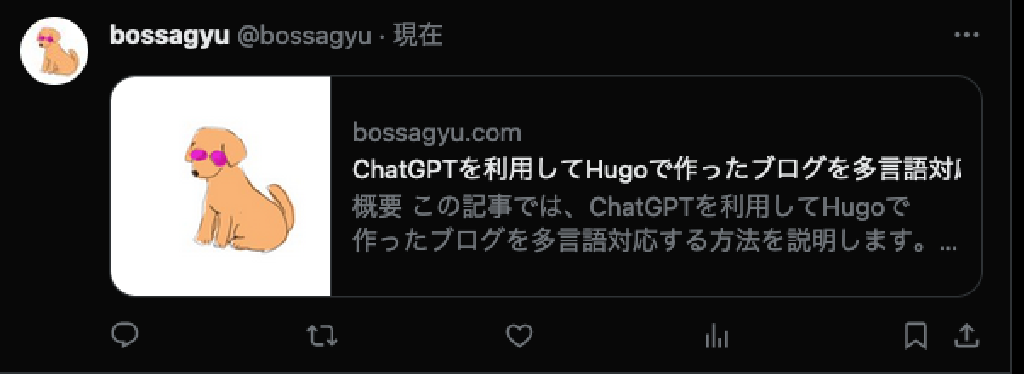 bossagyu @bossagyu · 現在
bossagyu.com
ChatGPTを利用してHugoで作ったブログを多言語対
概要 この記事では、ChatGPTを利用してHugoで
作ったブログを多言語対応する方法を説明します。...